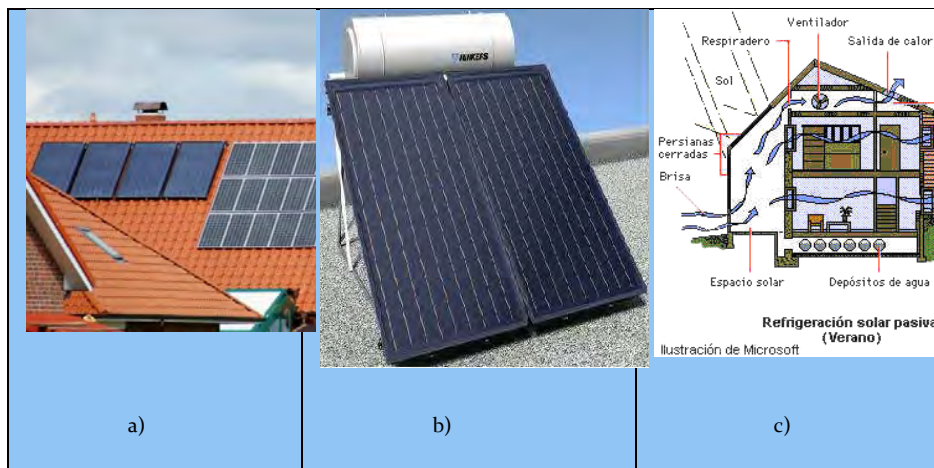 JUNKERS
Ventilador
Respiradero
Salida de calor
Sol
Persianas
cerradas
Brisa
Espacio solar
Depósitos de agua
Refrigeración solar pasiva
(Verano)
Ilustración de Microsoft
a)
b)
c)